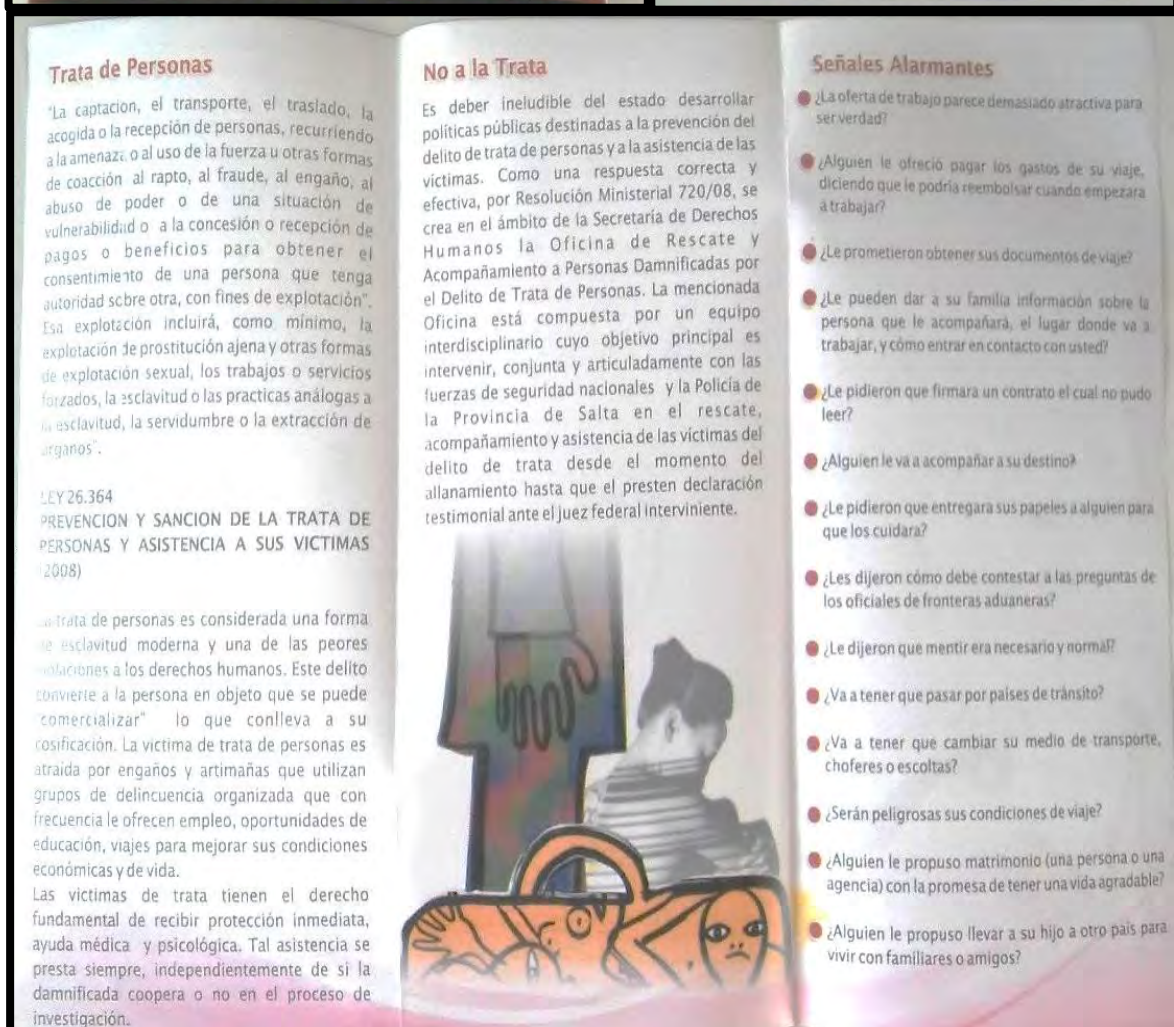 Trata de Personas
"La captacion, el transporte, el traslado, la
acogida o la recepción de personas, recurriendo
a la amenaza o al uso de la fuerza u otras formas
de coacción al rapto, al fraude, al engaño, al
abuso de poder o de una situación de
vulnerabilidad o a la concesión o recepción de
pagos o beneficios para obtener el
consentimiento de una persona que tenga
autoridad sobre otra, con fines de explotación".
Esa explotación incluirá, como mínimo, la
explotación de prostitución ajena y otras formas
de explotación sexual, los trabajos o servicios
forzados, la esclavitud o las practicas análogas a
la esclavitud, la servidumbre o la extracción de
organos".
LEY 26.364
PREVENCION Y SANCION DE LA TRATA DE
PERSONAS Y ASISTENCIA A SUS VICTIMAS
(2008)
La trata de personas es considerada una forma
de esclavitud moderna y una de las peores
violaciones a los derechos humanos. Este delito
convierte a la persona en objeto que se puede
"comercializar" lo que conlleva a su
cosificación. La victima de trata de personas es
atraida por engaños y artimañas que utilizan
grupos de delincuencia organizada que con
frecuencia le ofrecen empleo, oportunidades de
educación, viajes para mejorar sus condiciones
económicas y de vida.
Las victimas de trata tienen el derecho
fundamental de recibir protección inmediata,
ayuda médica y psicológica. Tal asistencia se
presta siempre, independientemente de si la
damnificada coopera o no en el proceso de
investigación.
No a la Trata
Es deber ineludible del estado desarrollar
políticas públicas destinadas a la prevención del
delito de trata de personas y a la asistencia de las
víctimas. Como una respuesta correcta y
efectiva, por Resolución Ministerial 720/08, se
crea en el ámbito de la Secretaría de Derechos
Humanos la Oficina de Rescate y
Acompañamiento a Personas Damnificadas por
el Delito de Trata de Personas. La mencionada
Oficina está compuesta por un equipo
interdisciplinario cuyo objetivo principal es
intervenir, conjunta y articuladamente con las
fuerzas de seguridad nacionales y la Policía de
la Provincia de Salta en el rescate,
acompañamiento y asistencia de las víctimas del
delito de trata desde el momento del
allanamiento hasta que el presten declaración
testimonial ante el juez federal interviniente.
Señales Alarmantes
¿La oferta de trabajo parece demasiado atractiva para
ser verdad?
¿Alguien le ofreció pagar los gastos de su viaje,
diciendo que le podría reembolsar cuando empezara
a trabajar?
¿Le prometieron obtener sus documentos de viaje?
¿Le pueden dar a su familia información sobre la
persona que le acompañará, el lugar donde va a
trabajar, y cómo entrar en contacto con usted?
¿Le pidieron que firmara un contrato el cual no pudo
leer?
¿Alguien le va a acompañar a su destino?
¿Le pidieron que entregara sus papeles a alguien para
que los cuidara?
¿Les dijeron cómo debe contestar a las preguntas de
los oficiales de fronteras aduaneras?
¿Le dijeron que mentir era necesario y normal?
¿Va a tener que pasar por países de tránsito?
¿Va a tener que cambiar su medio de transporte,
choferes o escoltas?
¿Serán peligrosas sus condiciones de viaje?
¿Alguien le propuso matrimonio (una persona o una
agencia) con la promesa de tener una vida agradable?
¿Alguien le propuso llevar a su hijo a otro país para
vivir con familiares o amigos?